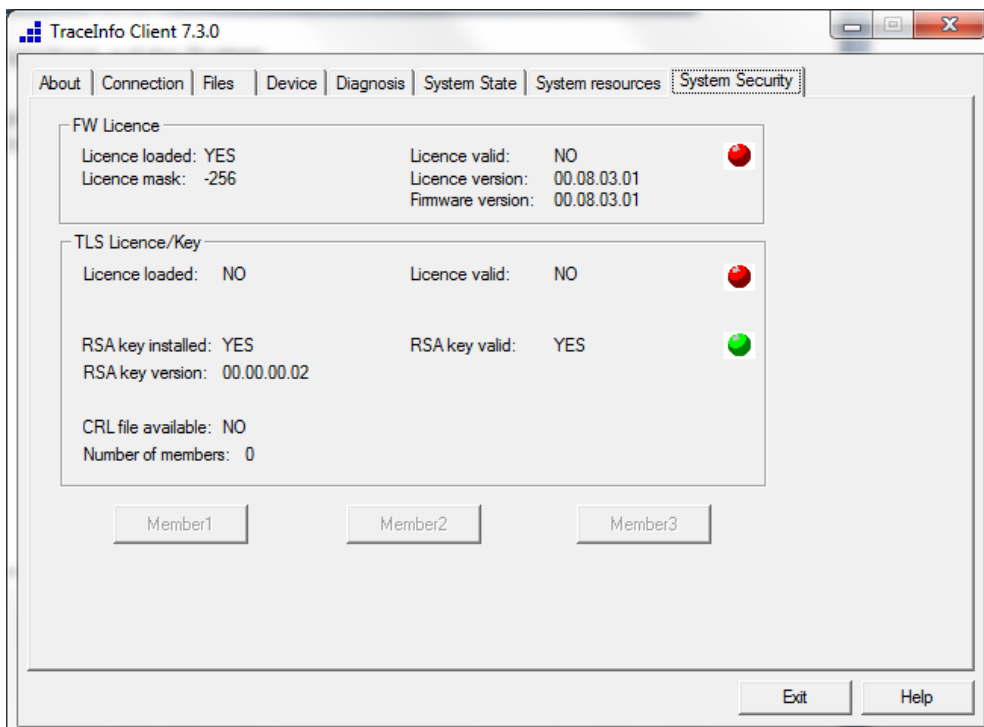 TraceInfo Client 7.3.0
About Connection Files Device Diagnosis System State System resources System Security
FW Licence
Licence loaded: YES Licence valid: NO
Licence mask: -256 Licence version: 00.08.03.01
Firmware version: 00.08.03.01
TLS Licence/Key
Licence loaded: NO Licence valid: NO
RSA key installed: YES RSA key valid: YES
RSA key version: 00.00.00.02
CRL file available: NO
Number of members: 0
Member1 Member2 Member3
Exit Help